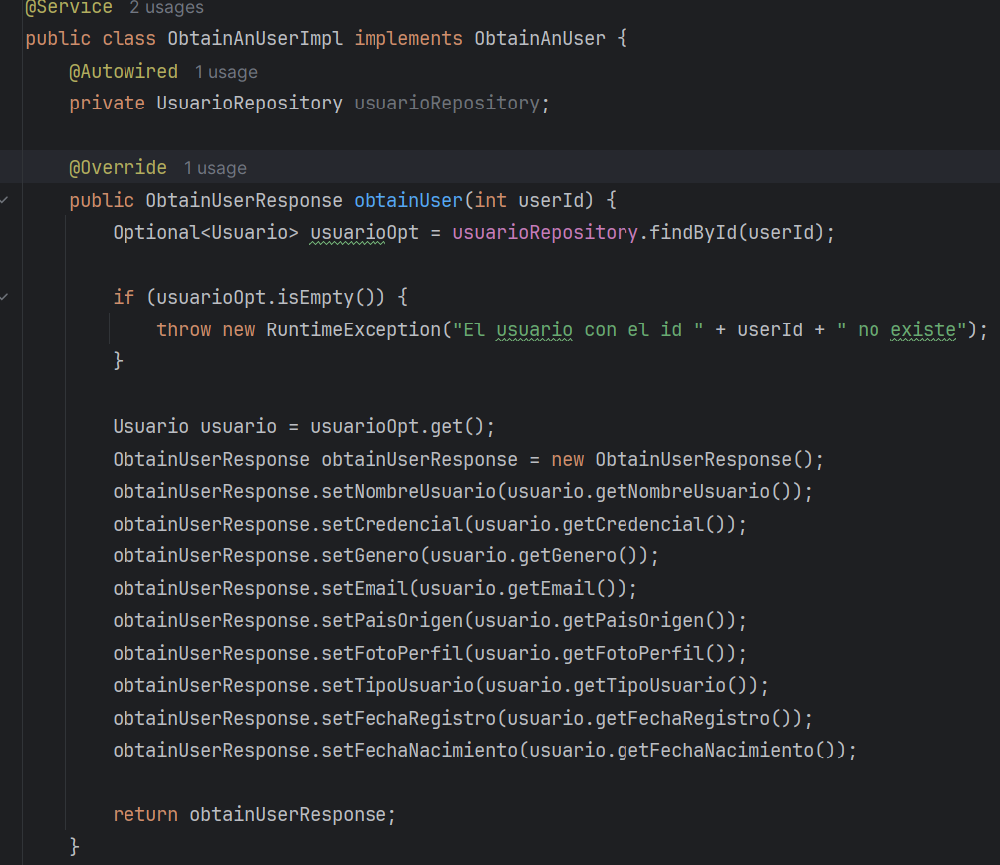 @Service 2 usages
public class ObtainAnUserImpl implements ObtainAnUser {
@Autowired 1 usage
private UsuarioRepository usuarioRepository;
@Override 1 usage
public ObtainUserResponse obtainUser(int userId) {
Optional<Usuario> usuarioOpt = usuarioRepository.findById(userId);
if (usuarioOpt.isEmpty()) {
throw new RuntimeException("El usuario con el id " + userId + " no existe");
}
Usuario usuario = usuarioOpt.get();
ObtainUserResponse obtainUserResponse = new ObtainUserResponse();
obtainUserResponse.setNombreUsuario(usuario.getNombreUsuario());
obtainUserResponse.setCredencial(usuario.getCredencial());
obtainUserResponse.setGenero(usuario.getGenero());
obtainUserResponse.setEmail(usuario.getEmail());
obtainUserResponse.setPaisOrigen(usuario.getPaisOrigen());
obtainUserResponse.setFotoPerfil(usuario.getFotoPerfil());
obtainUserResponse.setTipoUsuario(usuario.getTipoUsuario());
obtainUserResponse.setFechaRegistro(usuario.getFechaRegistro());
obtainUserResponse.setFechaNacimiento(usuario.getFechaNacimiento());
return obtainUserResponse;
}